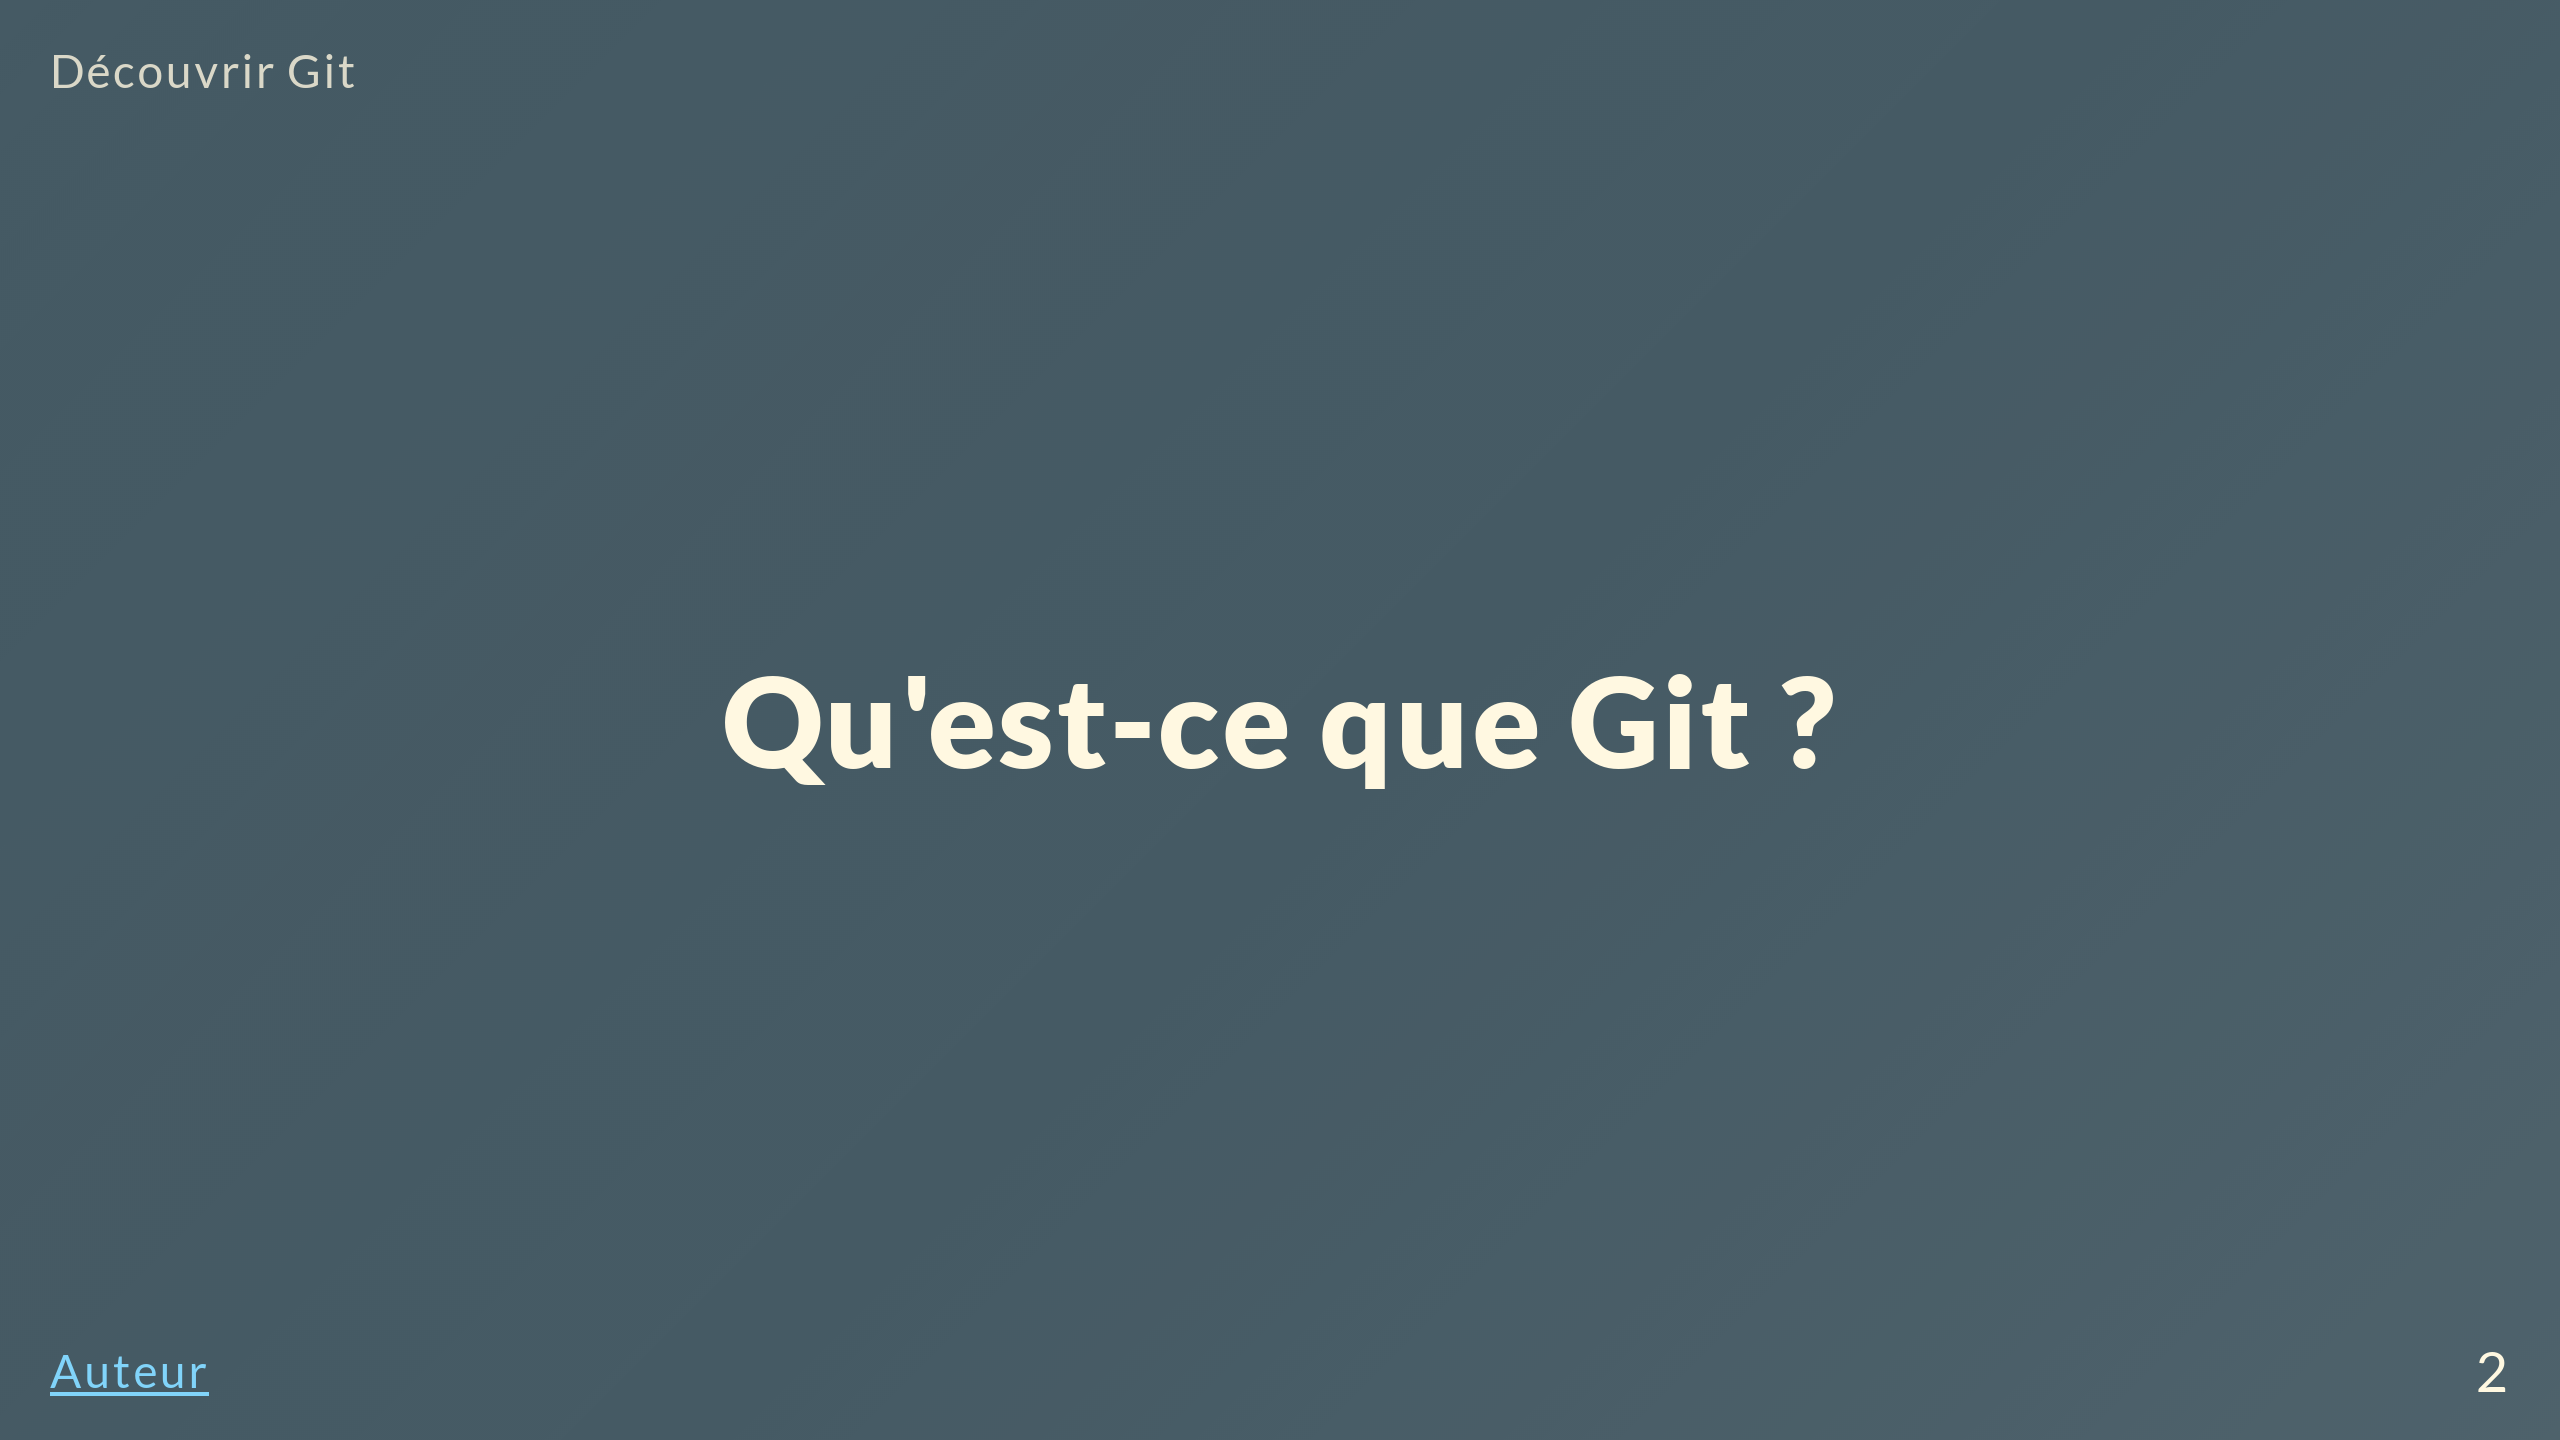 Découvrir Git
Qu'est-ce que Git ?
Auteur
2